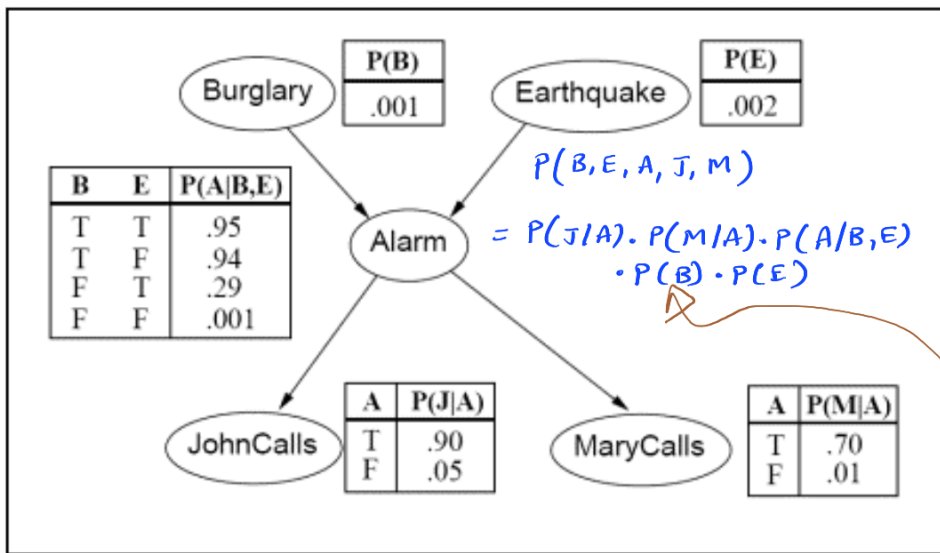 P(B)
Burglary
.001
P(E)
Earthquake
.002
P(B,E,A,J,M)
= P(J/A). P(M/A). P(A/B,E)
. P(B) . P(E)
B E P(A|B,E)
T T .95
T F .94
F T .29
F F .001
Alarm
JohnCalls
A P(J|A)
T .90
F .05
MaryCalls
A P(M|A)
T .70
F .01